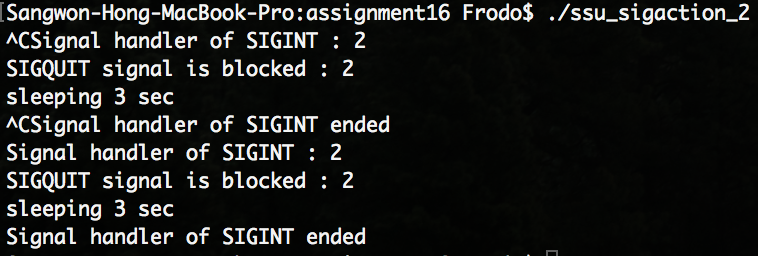 [Sangwon-Hong-MacBook-Pro:assignment16 Frodo$ ./ssu_sigaction_2
^CSignal handler of SIGINT : 2
SIGQUIT signal is blocked : 2
sleeping 3 sec
^CSignal handler of SIGINT ended
Signal handler of SIGINT : 2
SIGQUIT signal is blocked : 2
sleeping 3 sec
Signal handler of SIGINT ended